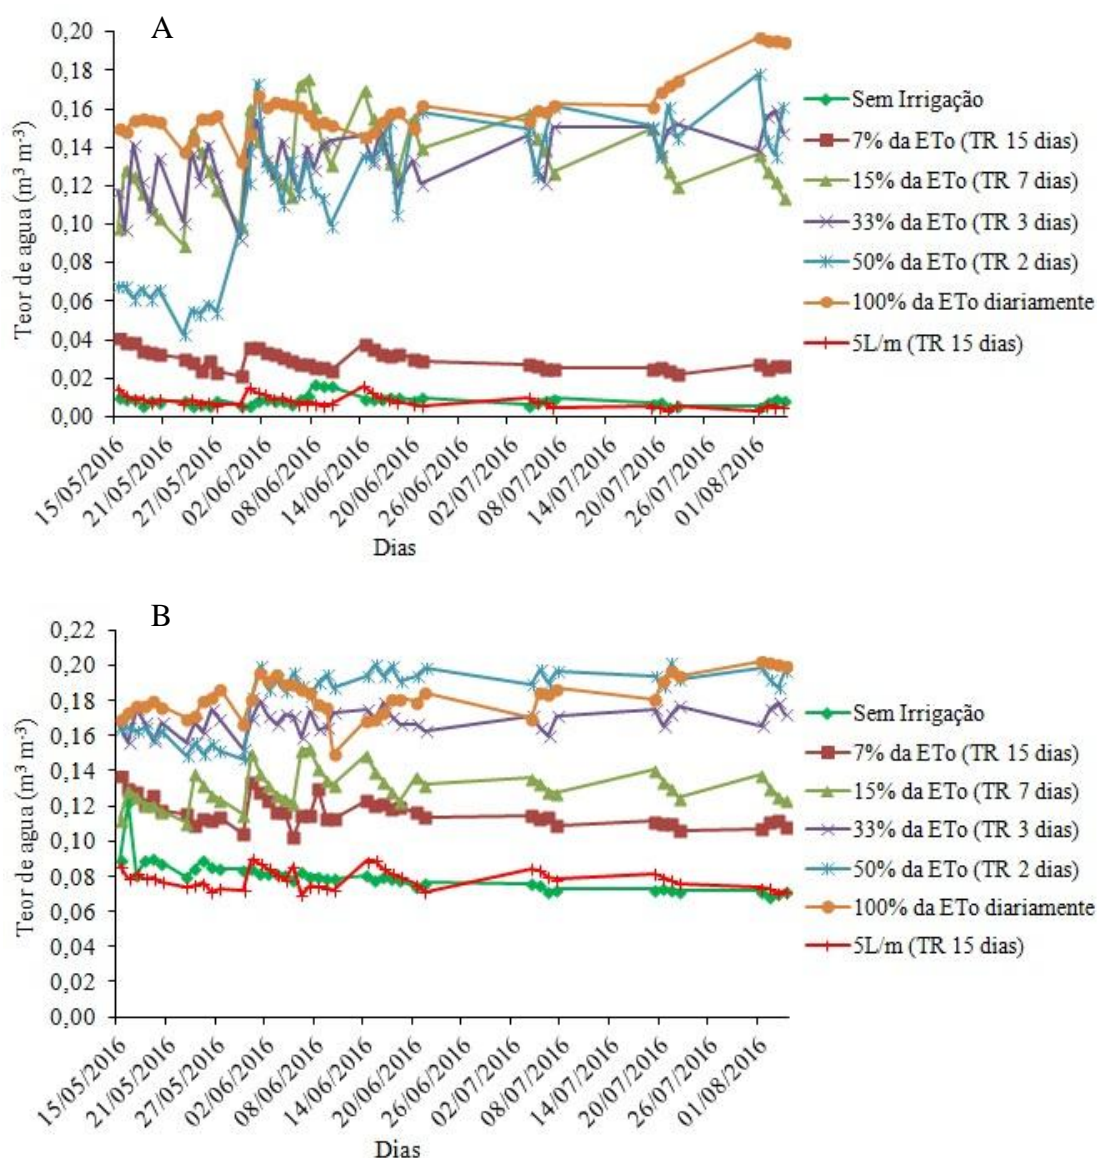 A
0,20
0,18
0,16
0,14
0,12
0,10
0,08
0,06
0,04
0,02
0,00
Teor de agua (m³ m-³)
15/05/2016
21/05/2016
27/05/2016
02/06/2016
08/06/2016
14/06/2016
20/06/2016
26/06/2016
02/07/2016
08/07/2016
14/07/2016
20/07/2016
26/07/2016
01/08/2016
Dias
Sem Irrigação
7% da ETo (TR 15 dias)
15% da ETo (TR 7 dias)
33% da ETo (TR 3 dias)
50% da ETo (TR 2 dias)
100% da ETo diariamente
5L/m (TR 15 dias)
B
0,22
0,20
0,18
0,16
0,14
0,12
0,10
0,08
0,06
0,04
0,02
0,00
Teor de agua (m³ m-³)
15/05/2016
21/05/2016
27/05/2016
02/06/2016
08/06/2016
14/06/2016
20/06/2016
26/06/2016
02/07/2016
08/07/2016
14/07/2016
20/07/2016
26/07/2016
01/08/2016
Dias
Sem Irrigação
7% da ETo (TR 15 dias)
15% da ETo (TR 7 dias)
33% da ETo (TR 3 dias)
50% da ETo (TR 2 dias)
100% da ETo diariamente
5L/m (TR 15 dias)